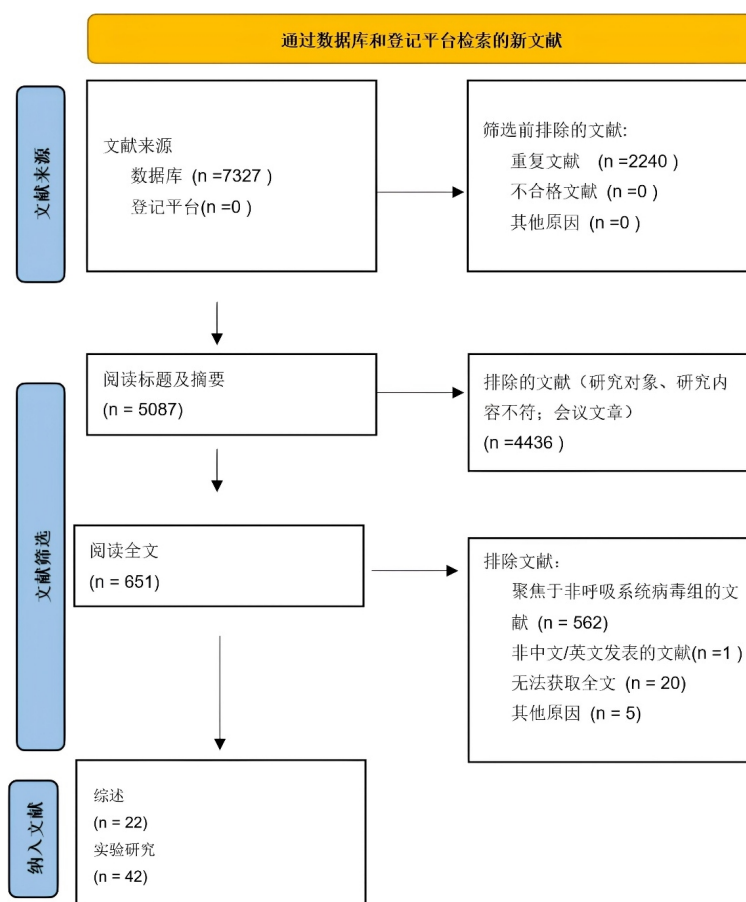 通过数据库和登记平台检索的新文献
文献来源
文献来源
数据库 (n =7327 )
登记平台(n =0 )
筛选前排除的文献:
重复文献 (n =2240 )
不合格文献 (n =0 )
其他原因 (n =0 )
文献筛选
阅读标题及摘要
(n = 5087)
排除的文献（研究对象、研究内
容不符；会议文章）
(n =4436 )
阅读全文
(n = 651)
排除文献：
聚焦于非呼吸系统病毒组的文
献 (n = 562)
非中文/英文发表的文献(n =1 )
无法获取全文 (n = 20)
其他原因 (n = 5)
纳入文献
综述
(n = 22)
实验研究
(n = 42)